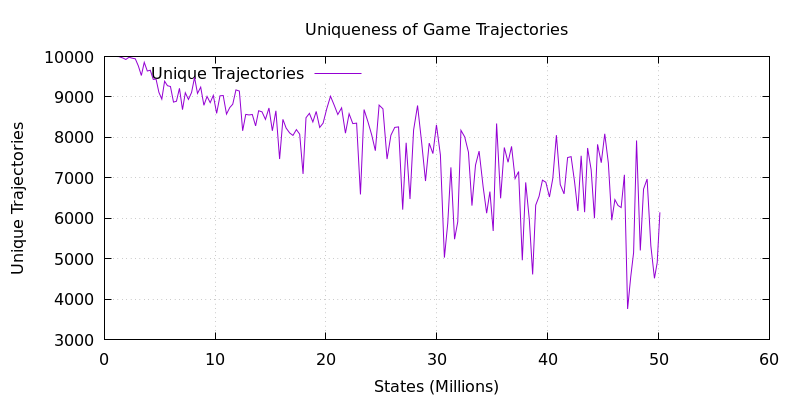 Uniqueness of Game Trajectories
10000
9000
8000
7000
6000
5000
4000
3000
Unique Trajectories
Unique Trajectories
0 10 20 30 40 50 60
States (Millions)